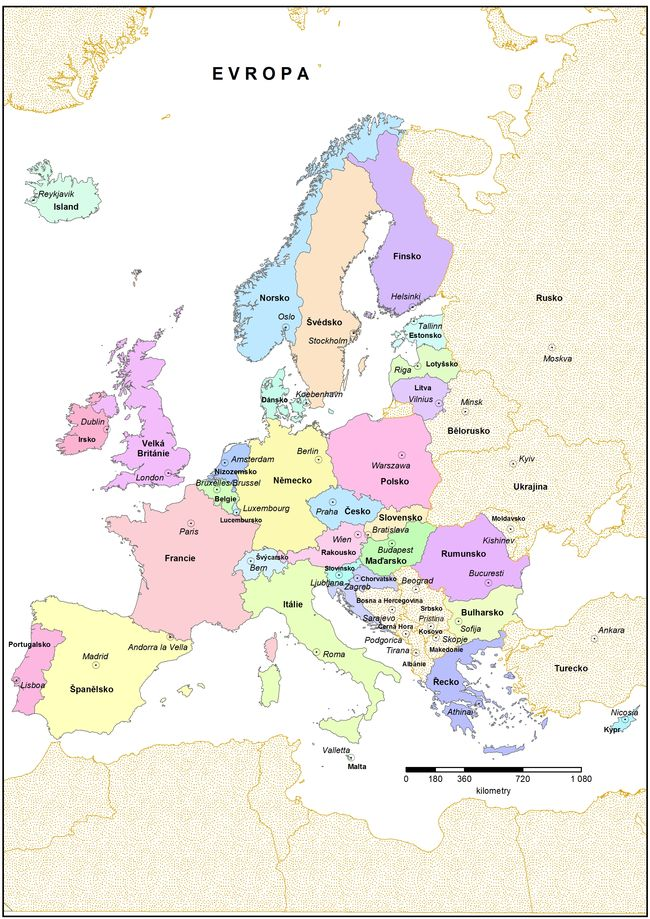 EVROPA
Reykjavik
Island
Finsko
Norsko
Helsinki
Rusko
Oslo
Švédsko
Tallinn
Stockholm
Estonsko
Moskva
Lotyšsko
Riga
Litva
Koebenhavn
Dánsko
Vilnius
Minsk
Dublin
Bělorusko
Irsko
Velká
Británie
Berlin
Amsterdam
Kyiv
Warszawa
Nizozemsko
London
Německo
Polsko
Bruxelles/Brussel
Ukrajina
Belgie
Luxembourg
Praha
Česko
Lucembursko
Slovensko
Moldavsko
Paris
Bratislava
Wien
Kishinev
Budapest
Rakousko
Francie
Švýcarsko
Rumunsko
Bern
Maďarsko
Slovinsko
Bucuresti
Chorvatsko
Ljubljana
Beograd
Zagreb
Bosna a Hercegovina
Itálie
Srbsko
Bulharsko
Sarajevo
Pristina
Černá Hora
Kosovo
Sofija
Ankara
Podgorica
Skopje
Portugalsko
Andorra la Vella
Makedonie
Tirana
Roma
Madrid
Albánie
Turecko
Řecko
Lisboa
Španělsko
Athinai
Nicosia
Kypr
Valletta
Malta
0 180 360 720 1 080
kilometry